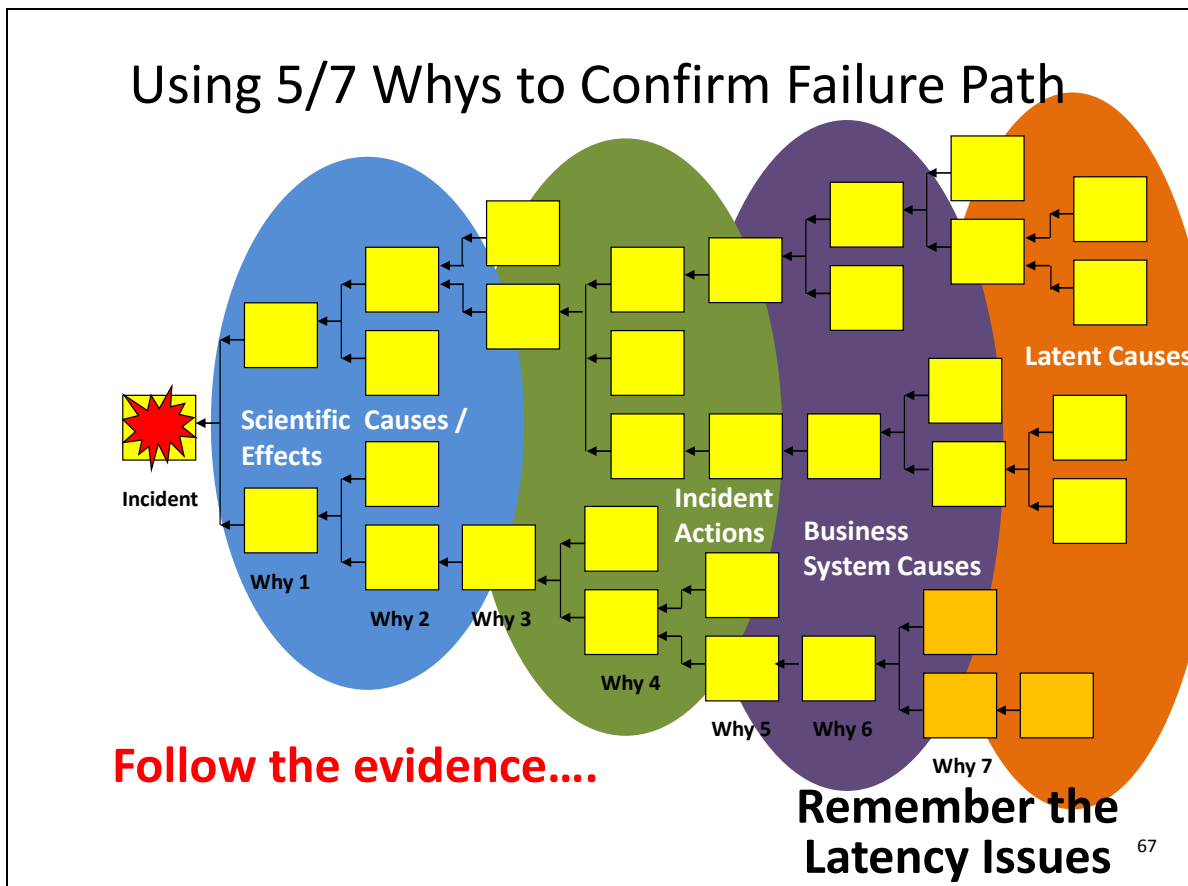 Using 5/7 Whys to Confirm Failure Path
Latent Causes
Scientific Causes /
Effects
Incident
Incident
Actions
Business
System Causes
Why 1
Why 2
Why 3
Why 4
Why 5
Why 6
Why 7
Follow the evidence....
Remember the
Latency Issues
67